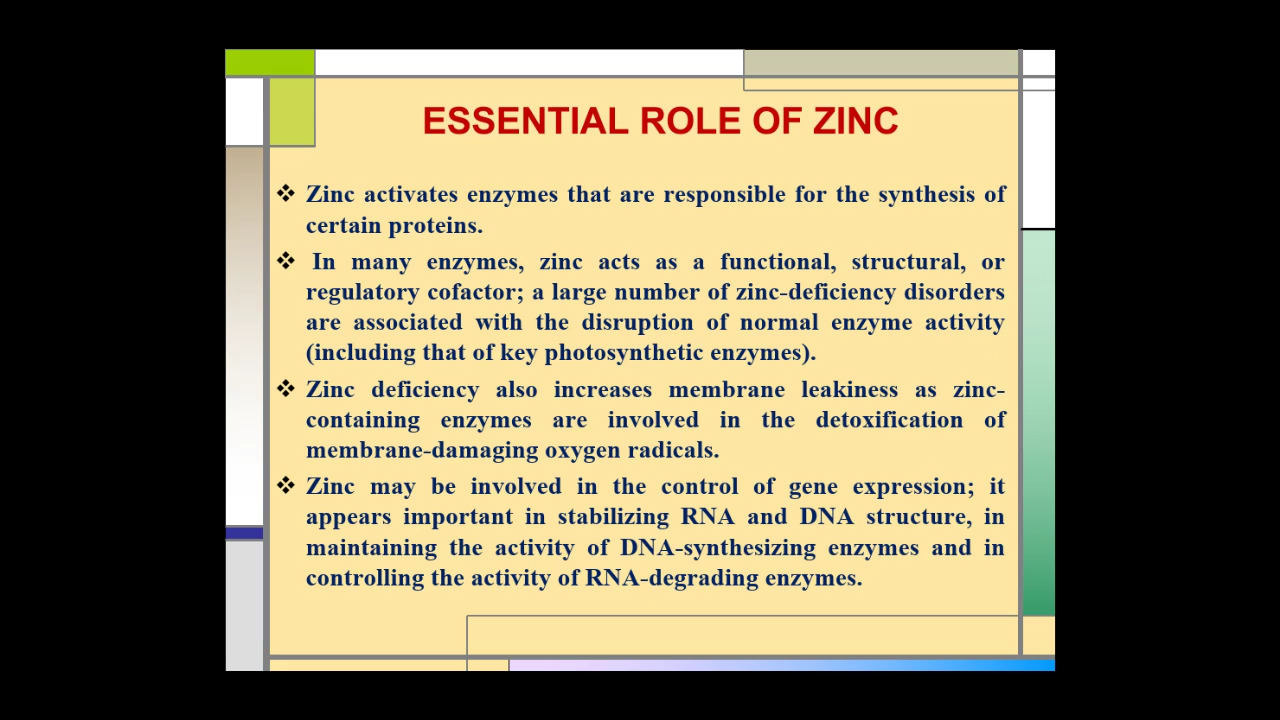 ESSENTIAL ROLE OF ZINC
❖ Zinc activates enzymes that are responsible for the synthesis of
certain proteins.
❖ In many enzymes, zinc acts as a functional, structural, or
regulatory cofactor; a large number of zinc-deficiency disorders
are associated with the disruption of normal enzyme activity
(including that of key photosynthetic enzymes).
❖ Zinc deficiency also increases membrane leakiness as zinc-
containing enzymes are involved in the detoxification of
membrane-damaging oxygen radicals.
❖ Zinc may be involved in the control of gene expression; it
appears important in stabilizing RNA and DNA structure, in
maintaining the activity of DNA-synthesizing enzymes and in
controlling the activity of RNA-degrading enzymes.